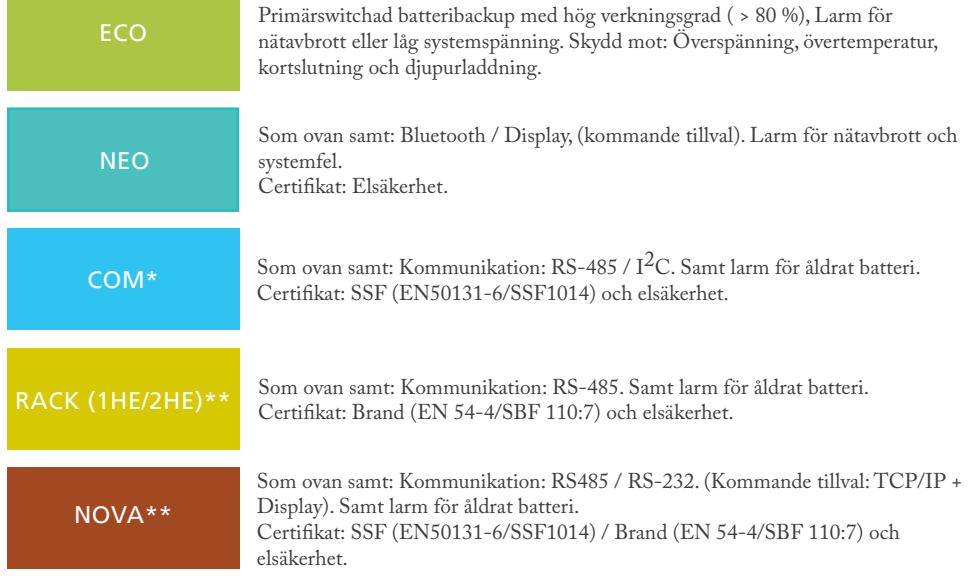 ECO
Primärswitchad batteribackup med hög verkningsgrad ( > 80 %), Larm för
nätavbrott eller låg systemspänning. Skydd mot: Överspänning, övertemperatur,
kortslutning och djupurladdning.
NEO
Som ovan samt: Bluetooth / Display, (kommande tillval). Larm för nätavbrott och
systemfel.
Certifikat: Elsäkerhet.
COM*
Som ovan samt: Kommunikation: RS-485 / I²C. Samt larm för åldrat batteri.
Certifikat: SSF (EN50131-6/SSF1014) och elsäkerhet.
RACK (1HE/2HE)**
Som ovan samt: Kommunikation: RS-485. Samt larm för åldrat batteri.
Certifikat: Brand (EN 54-4/SBF 110:7) och elsäkerhet.
NOVA**
Som ovan samt: Kommunikation: RS485 / RS-232. (Kommande tillval: TCP/IP +
Display). Samt larm för åldrat batteri.
Certifikat: SSF (EN50131-6/SSF1014) / Brand (EN 54-4/SBF 110:7) och
elsäkerhet.